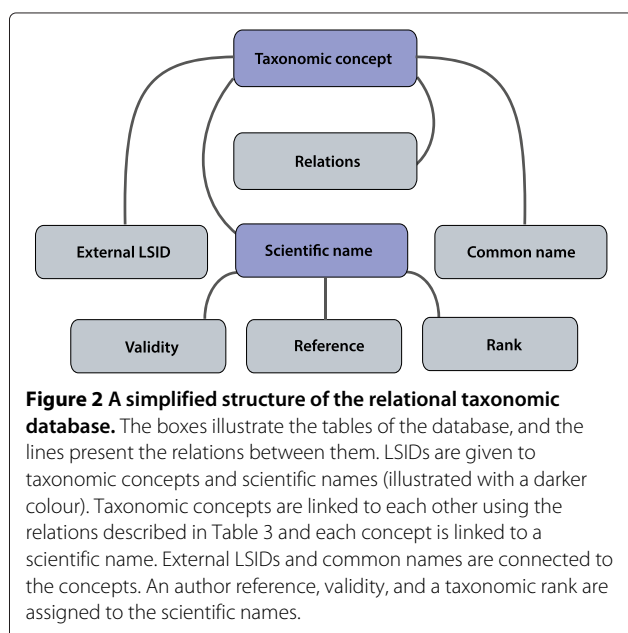 Taxonomic concept
Relations
External LSID
Scientific name
Common name
Validity
Reference
Rank
Figure 2 A simplified structure of the relational taxonomic
database. The boxes illustrate the tables of the database, and the
lines present the relations between them. LSIDs are given to
taxonomic concepts and scientific names (illustrated with a darker
colour). Taxonomic concepts are linked to each other using the
relations described in Table 3 and each concept is linked to a
scientific name. External LSIDs and common names are connected to
the concepts. An author reference, validity, and a taxonomic rank are
assigned to the scientific names.